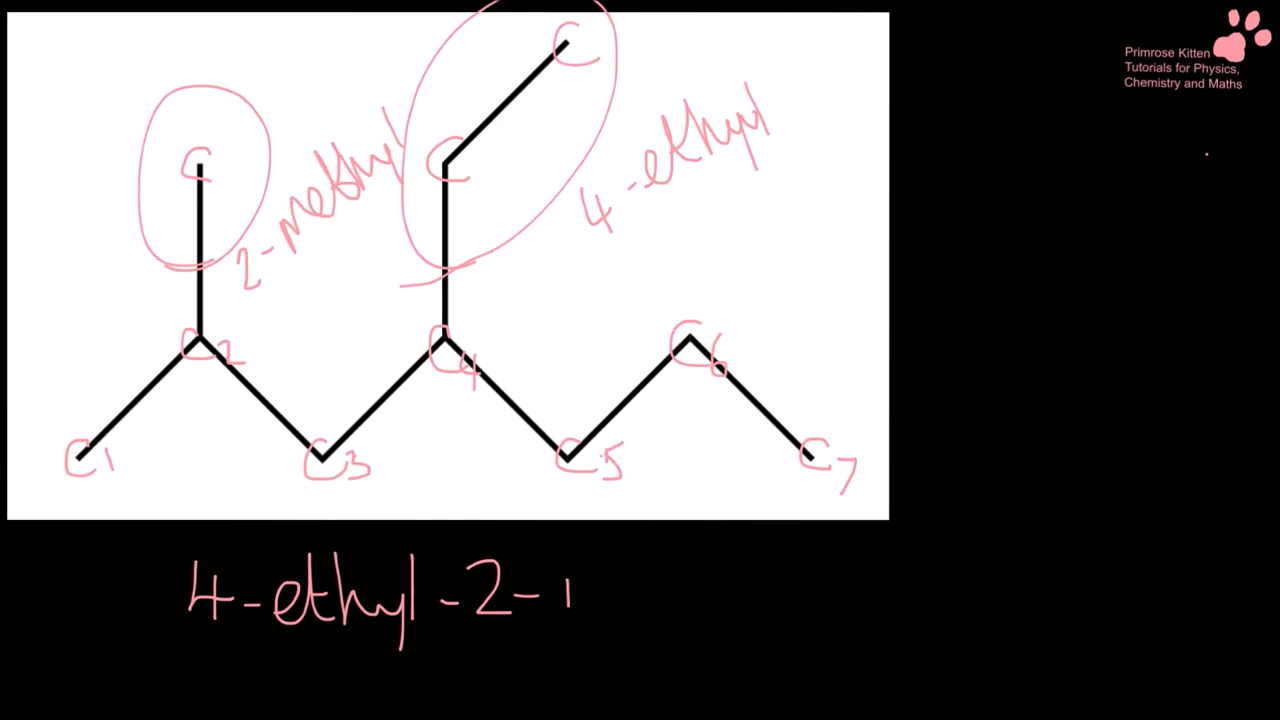 Primrose Kitten
Tutorials for Physics,
Chemistry and Maths
C
C
C
2-methyl
4-ethyl
C2
C4
C6
C1
C3
C5
C7
4-ethyl-2-